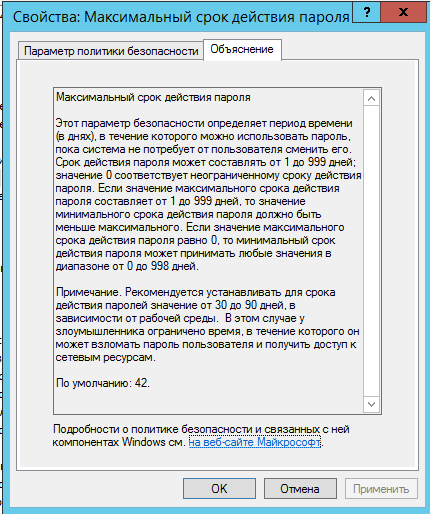 Свойства: Максимальный срок действия пароля
?
x
Параметр политики безопасности
Объяснение
Максимальный срок действия пароля
Этот параметр безопасности определяет период времени
(в днях), в течение которого можно использовать пароль,
пока система не потребует от пользователя сменить его.
Срок действия пароля может составлять от 1 до 999 дней;
значение 0 соответствует неограниченному сроку действия
пароля. Если значение максимального срока действия
пароля составляет от 1 до 999 дней, то значение
минимального срока действия пароля должно быть
меньше максимального. Если значение максимального
срока действия пароля равно 0, то минимальный срок
действия пароля может принимать любые значения в
диапазоне от 0 до 998 дней.
Примечание. Рекомендуется устанавливать для срока
действия паролей значение от 30 до 90 дней, в
зависимости от рабочей среды.  В этом случае у
злоумышленника ограничено время, в течение которого он
может взломать пароль пользователя и получить доступ к
сетевым ресурсам.
По умолчанию: 42.
Подробности о политике безопасности и связанных с ней
компонентах Windows см. на веб-сайте Майкрософт.
OK
Отмена
Применить